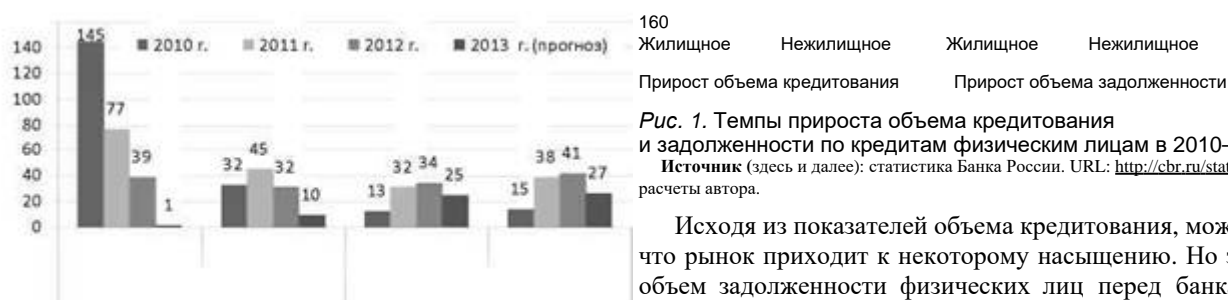 145
2010 г. 2011 г. 2012 г. 2013 г. (прогноз)
140
120
100
80
60
40
20
0
77
39
1
32
45
32
10
13
32
34
25
15
38
41
27
160
Жилищное Нежилищное Жилищное Нежилищное
Прирост объема кредитования Прирост объема задолженности
Рис. 1. Темпы прироста объема кредитования
и задолженности по кредитам физическим лицам в 2010–
Источник (здесь и далее): статистика Банка России. URL: http://cbr.ru/stat
расчеты автора.
Исходя из показателей объема кредитования, мож
что рынок приходит к некоторому насыщению. Но з
объем задолженности физических лиц перед банк